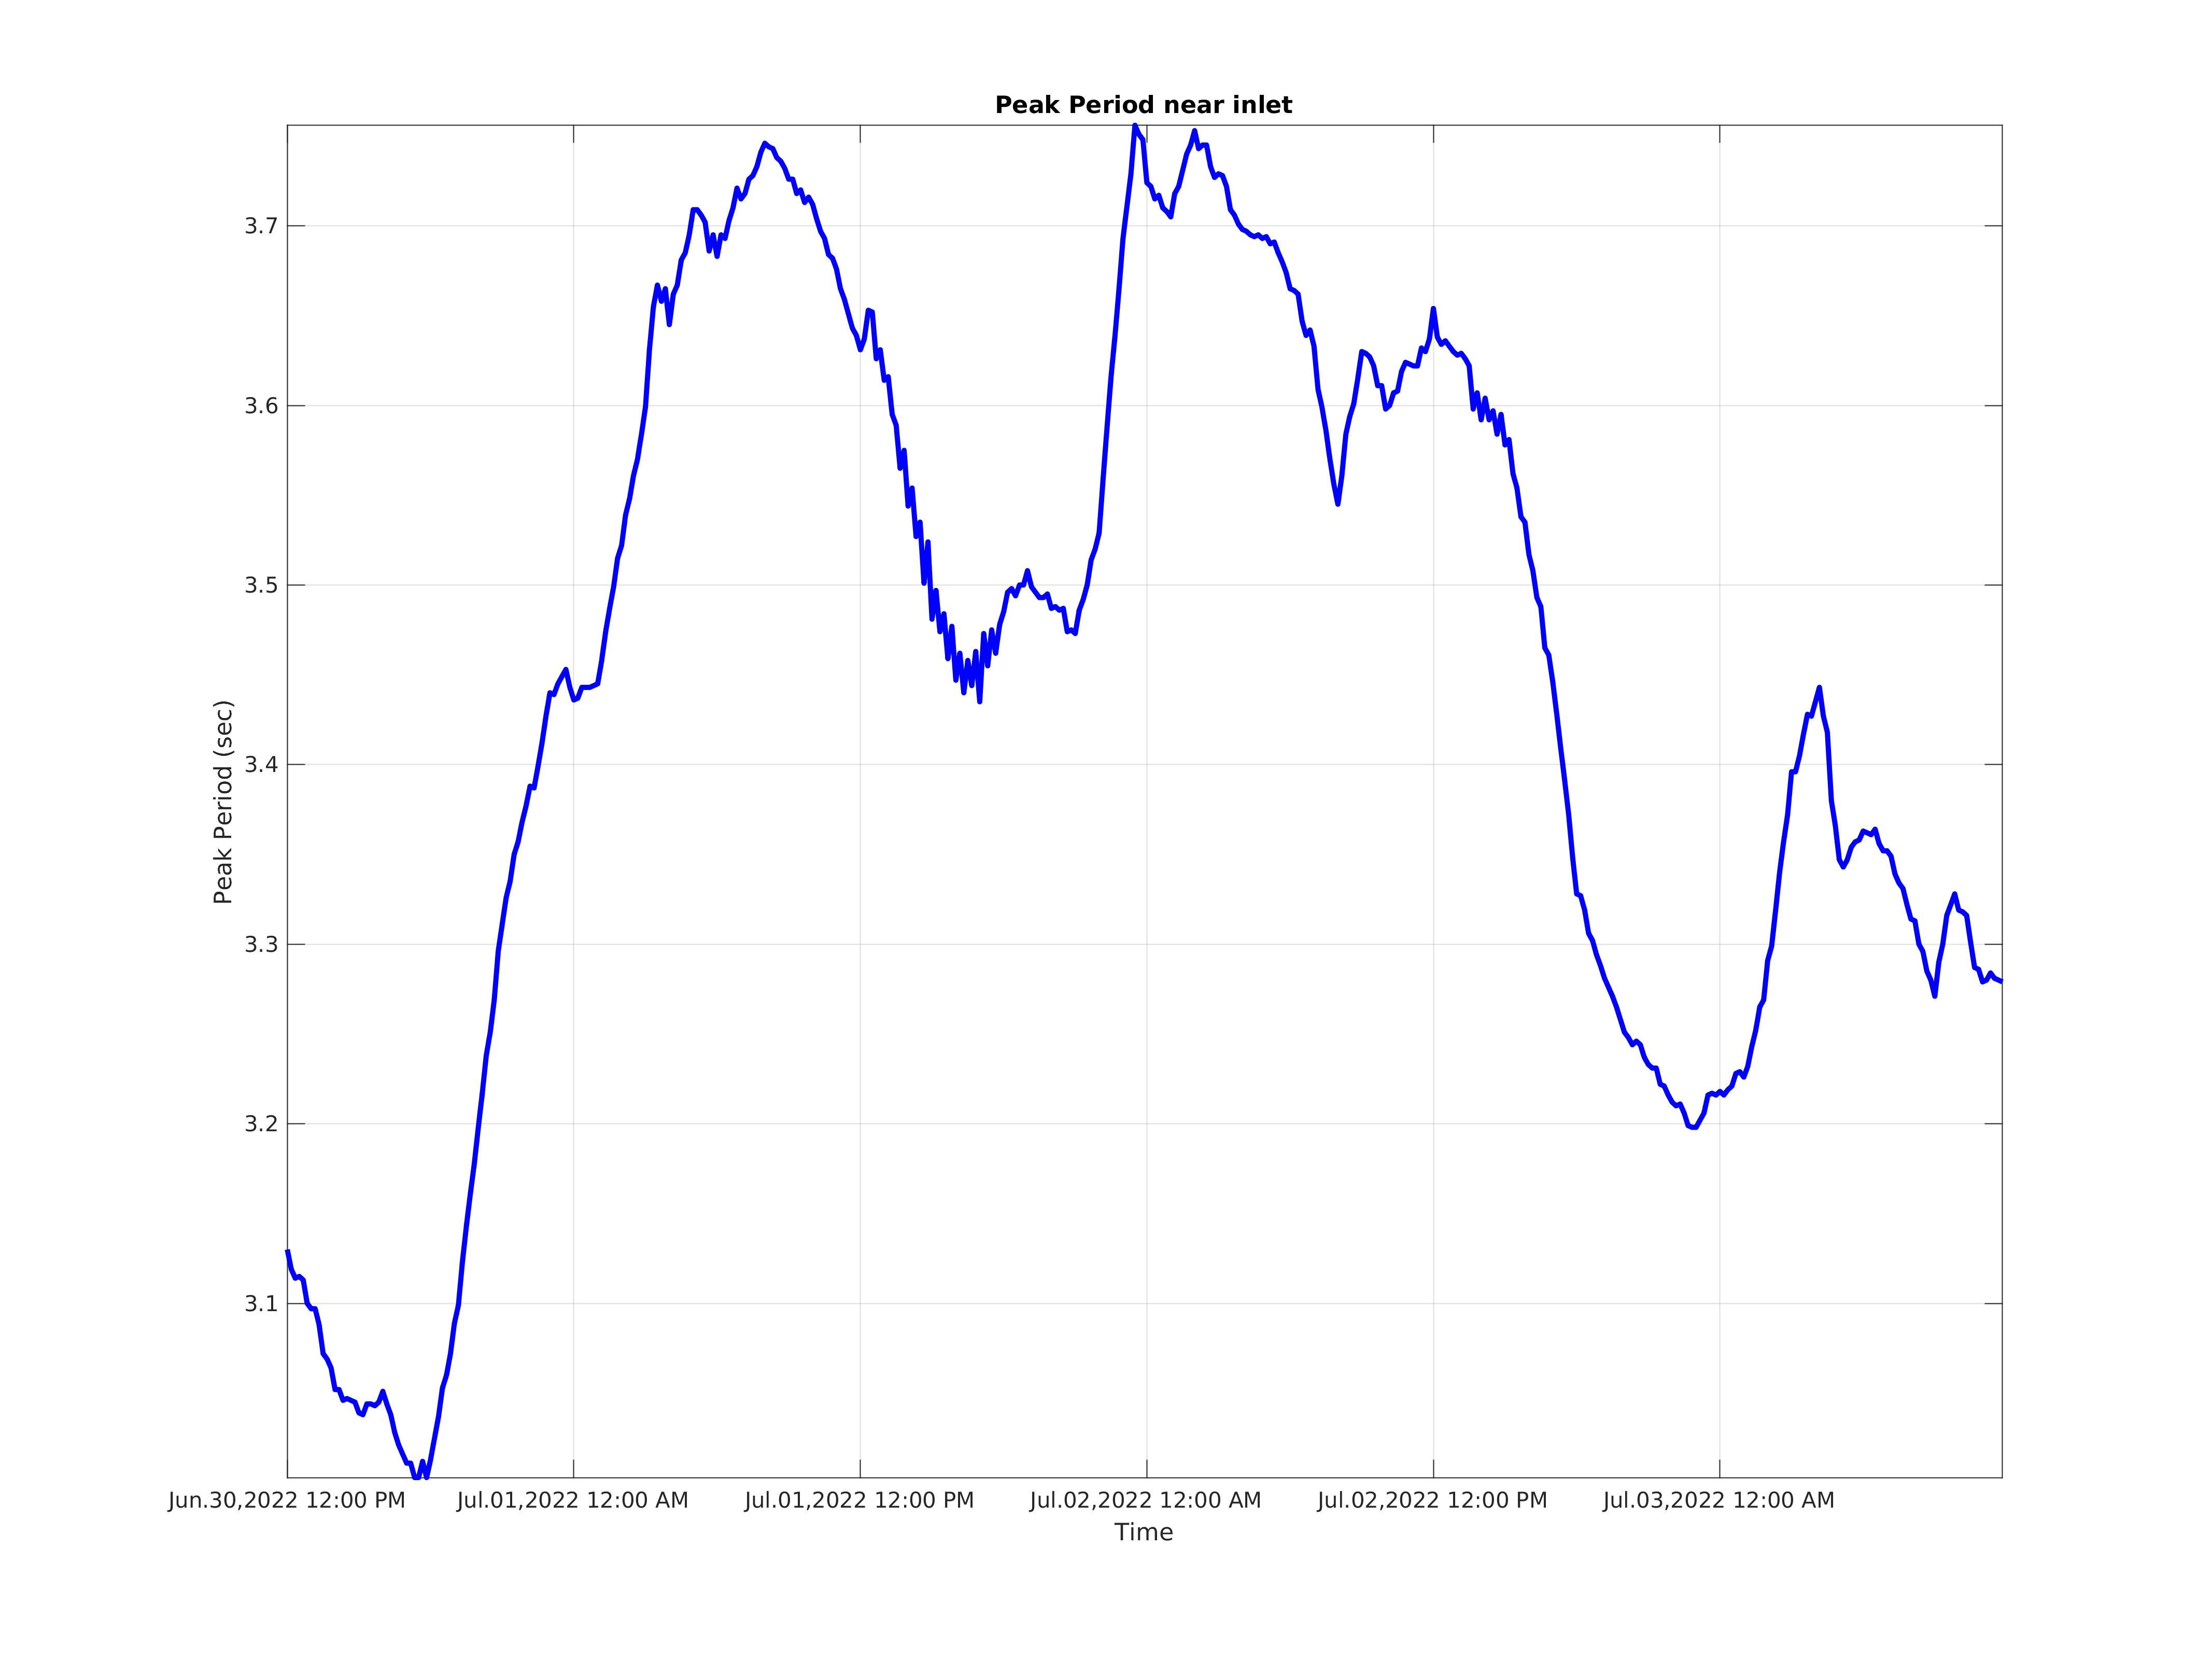 Peak Period near inlet
Peak Period (sec)
3.7
3.6
3.5
3.4
3.3
3.2
3.1
Jun.30,2022 12:00 PM
Jul.01,2022 12:00 AM
Jul.01,2022 12:00 PM
Jul.02,2022 12:00 AM
Jul.02,2022 12:00 PM
Jul.03,2022 12:00 AM
Time